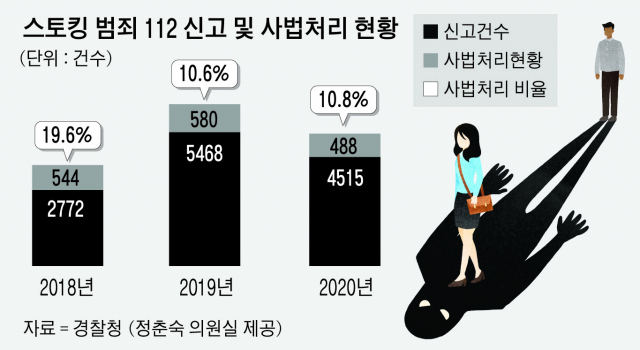 스토킹 범죄 112 신고 및 사법처리 현황
(단위 : 건수)
신고건수
사법처리현황
사법처리 비율
19.6%
544
2772
2018년
10.6%
580
5468
2019년
10.8%
488
4515
2020년
자료 = 경찰청 (정춘숙 의원실 제공)